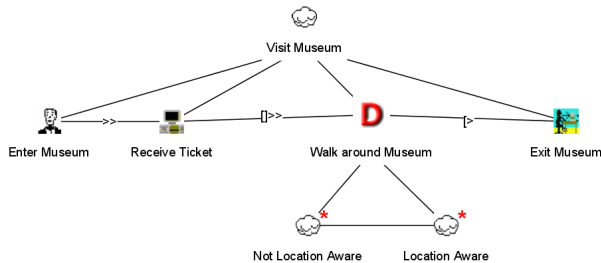 Visit Museum
>> []>> D [>
Enter Museum Receive Ticket Walk around Museum Exit Museum
* *
Not Location Aware Location Aware